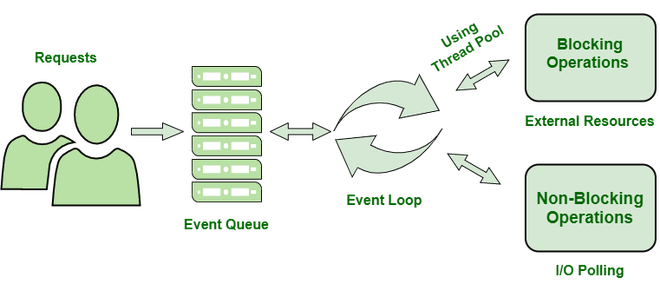 Requests
Event Queue
Event Loop
Using
Thread Pool
Blocking
Operations
External Resources
Non-Blocking
Operations
I/O Polling